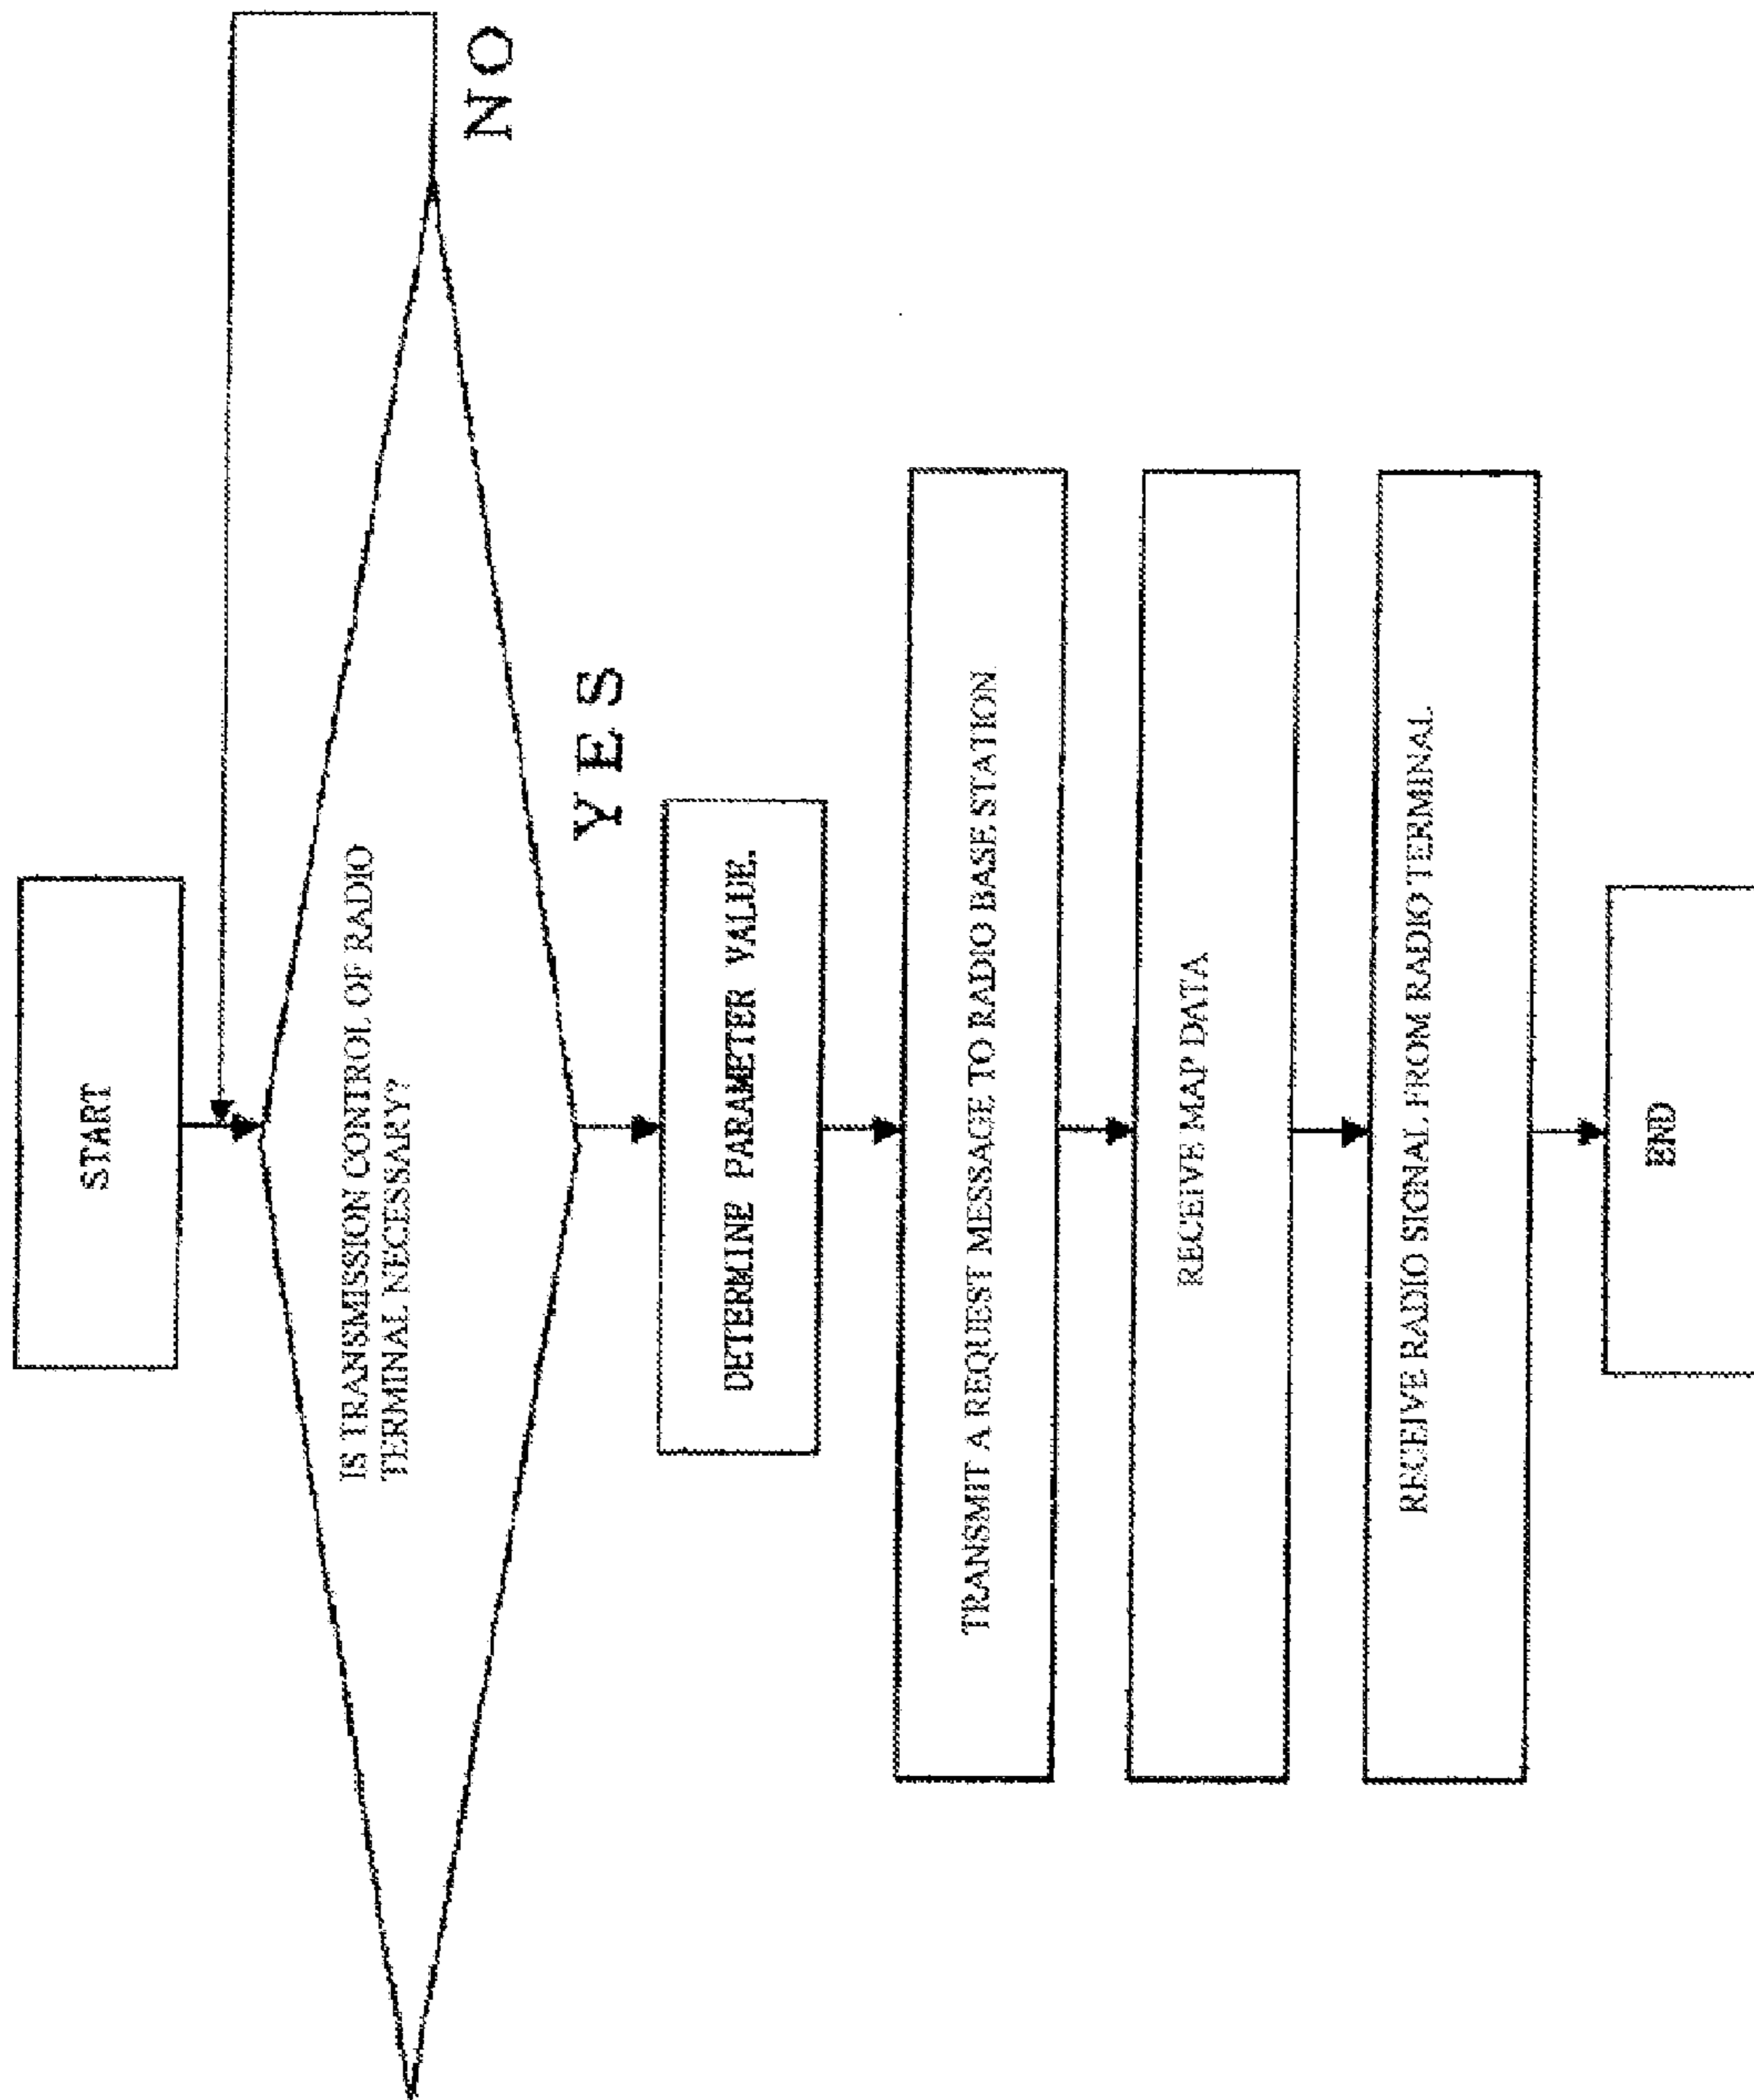 START
IS TRANSMISSION CONTROL OF RADIO
TERMINAL NECESSARY?
NO
YES
DETERMINE PARAMETER VALUE.
TRANSMIT A REQUEST MESSAGE TO RADIO BASE STATION
RECEIVE MAP DATA
RECEIVE RADIO SIGNAL FROM RADIO TERMINAL
END